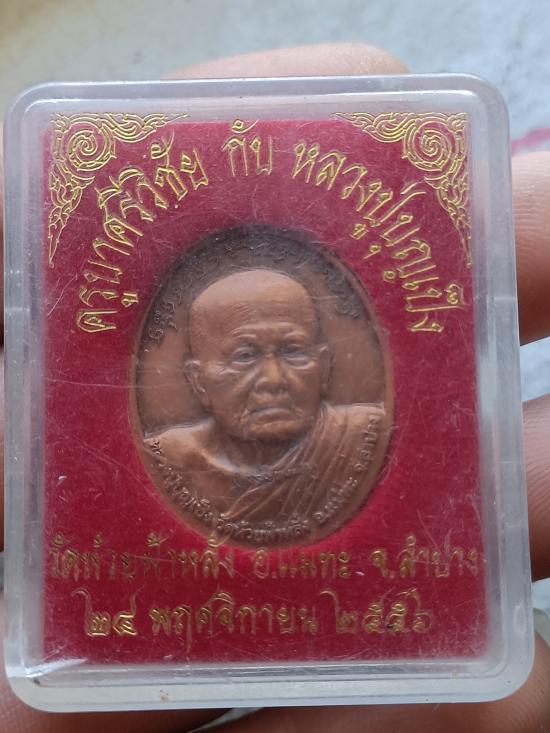 ครูบาศรีวิชัย กับ หลวงปู่บุญเป็ง
วัดห้วยฟ้าหลั่ง อ.แม่ทะ จ.ลำปาง
๒๔ พฤศจิกายน ๒๕๕๖